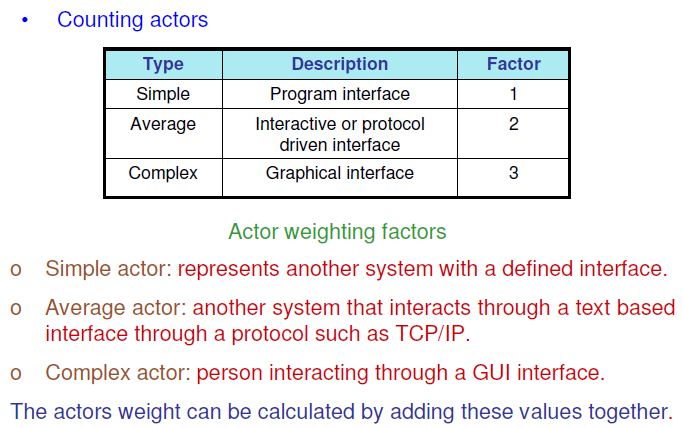 • Counting actors
Type Description Factor
Simple Program interface 1
Average Interactive or protocol 2
driven interface
Complex Graphical interface 3
Actor weighting factors
o Simple actor: represents another system with a defined interface.
o Average actor: another system that interacts through a text based
interface through a protocol such as TCP/IP.
o Complex actor: person interacting through a GUI interface.
The actors weight can be calculated by adding these values together.